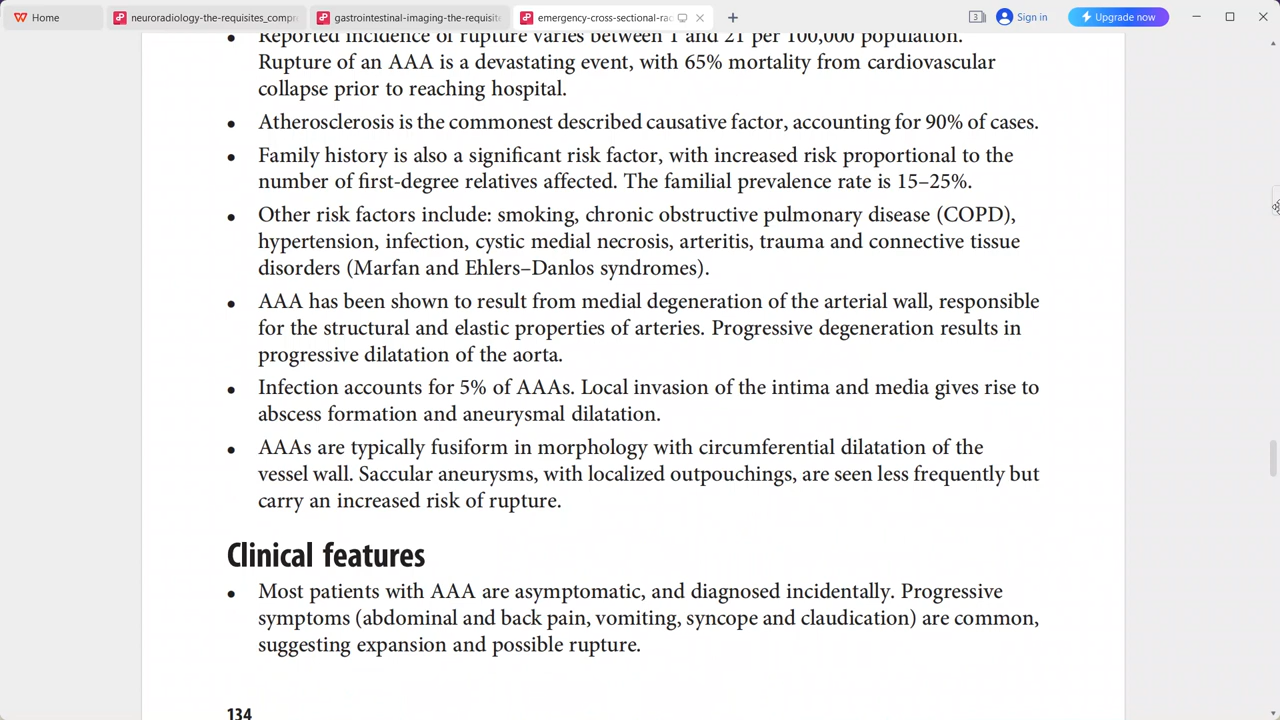 Home
neuroradiology-the-requisites_compr
gastrointestinal-imaging-the-requisite
emergency-cross-sectional-rad
3
Sign in
Upgrade now
• Reported incidence of rupture varies between 1 and 21 per 100,000 population.
Rupture of an AAA is a devastating event, with 65% mortality from cardiovascular
collapse prior to reaching hospital.
• Atherosclerosis is the commonest described causative factor, accounting for 90% of cases.
• Family history is also a significant risk factor, with increased risk proportional to the
number of first-degree relatives affected. The familial prevalence rate is 15–25%.
• Other risk factors include: smoking, chronic obstructive pulmonary disease (COPD),
hypertension, infection, cystic medial necrosis, arteritis, trauma and connective tissue
disorders (Marfan and Ehlers–Danlos syndromes).
• AAA has been shown to result from medial degeneration of the arterial wall, responsible
for the structural and elastic properties of arteries. Progressive degeneration results in
progressive dilatation of the aorta.
• Infection accounts for 5% of AAAs. Local invasion of the intima and media gives rise to
abscess formation and aneurysmal dilatation.
• AAAs are typically fusiform in morphology with circumferential dilatation of the
vessel wall. Saccular aneurysms, with localized outpouchings, are seen less frequently but
carry an increased risk of rupture.
Clinical features
• Most patients with AAA are asymptomatic, and diagnosed incidentally. Progressive
symptoms (abdominal and back pain, vomiting, syncope and claudication) are common,
suggesting expansion and possible rupture.
134